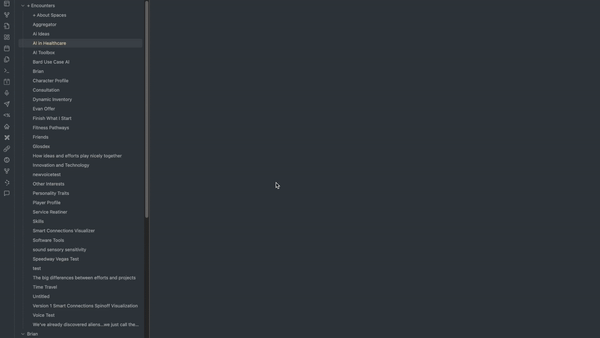 + Encounters
+ About Spaces
Aggregator
AI Ideas
AI in Healthcare
AI Toolbox
Bard Use Case AI
Brian
Character Profile
Consultation
Dynamic Inventory
Evan Offer
Finish What I Start
Fitness Pathways
Friends
Glosdex
How ideas and efforts play nicely together
Innovation and Technology
newvoicetest
Other Interests
Personality Traits
Player Profile
Service Realiner
Skills
Smart Connections Visualizer
Software Tools
sound sensory sensitivity
Speedway Vegas Test
test
The big differences between efforts and projects
Time Travel
Untitled
Version 1 Smart Connections Spinoff Visualization
Voice Test
We've already discovered aliens...we just call the...
Brian